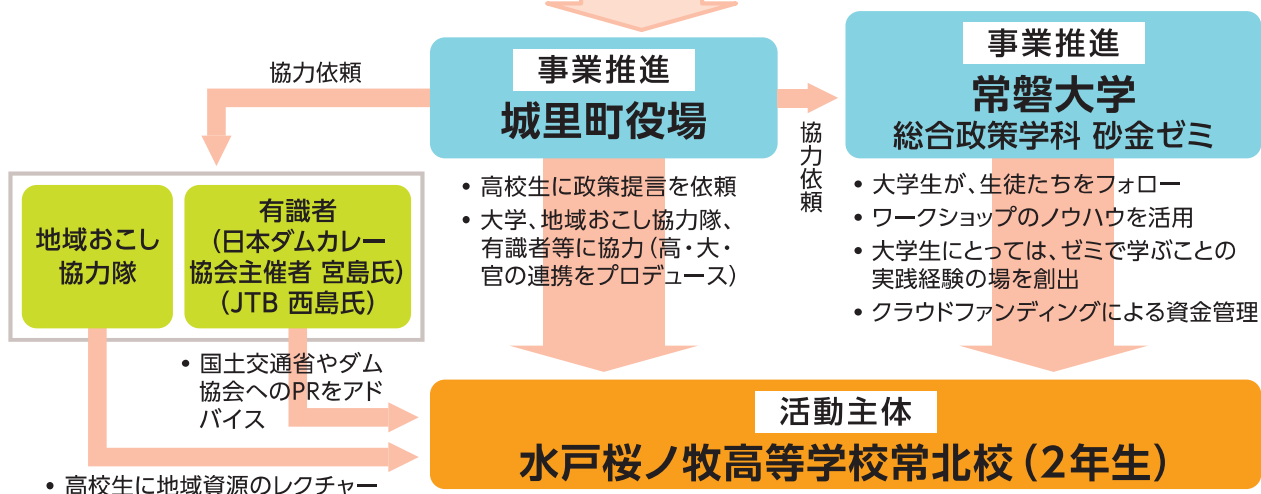 協力依頼
事業推進
城里町役場
協力依頼
事業推進
常磐大学
総合政策学科 砂金ゼミ
地域おこし
協力隊
有識者
（日本ダムカレー
協会主催者 宮島氏）
（JTB 西島氏）
• 高校生に政策提言を依頼
• 大学、地域おこし協力隊、
有識者等に協力（高・大・
官の連携をプロデュース）
• 大学生が、生徒たちをフォロー
• ワークショップのノウハウを活用
• 大学生にとっては、ゼミで学ぶことの
実践経験の場を創出
• クラウドファンディングによる資金管理
• 国土交通省やダム
協会へのPRをアド
バイス
• 高校生に地域資源のレクチャー
活動主体
水戸桜ノ牧高等学校常北校（2年生）